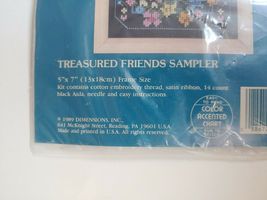 TREASURED FRIENDS SAMPLER
5"x 7" (13x18cm) Frame Size
Kit contains cotton embroidery thread, satin ribbon, 14 count
black Aida, needle and easy instructions
© 1989 DIMENSIONS, INC.,
641 McKnight Street, Reading, PA 19601 U.S.A.
Kit and printed in U.S.A. All rights reserved.
COLOR
ACCENTED
CHART